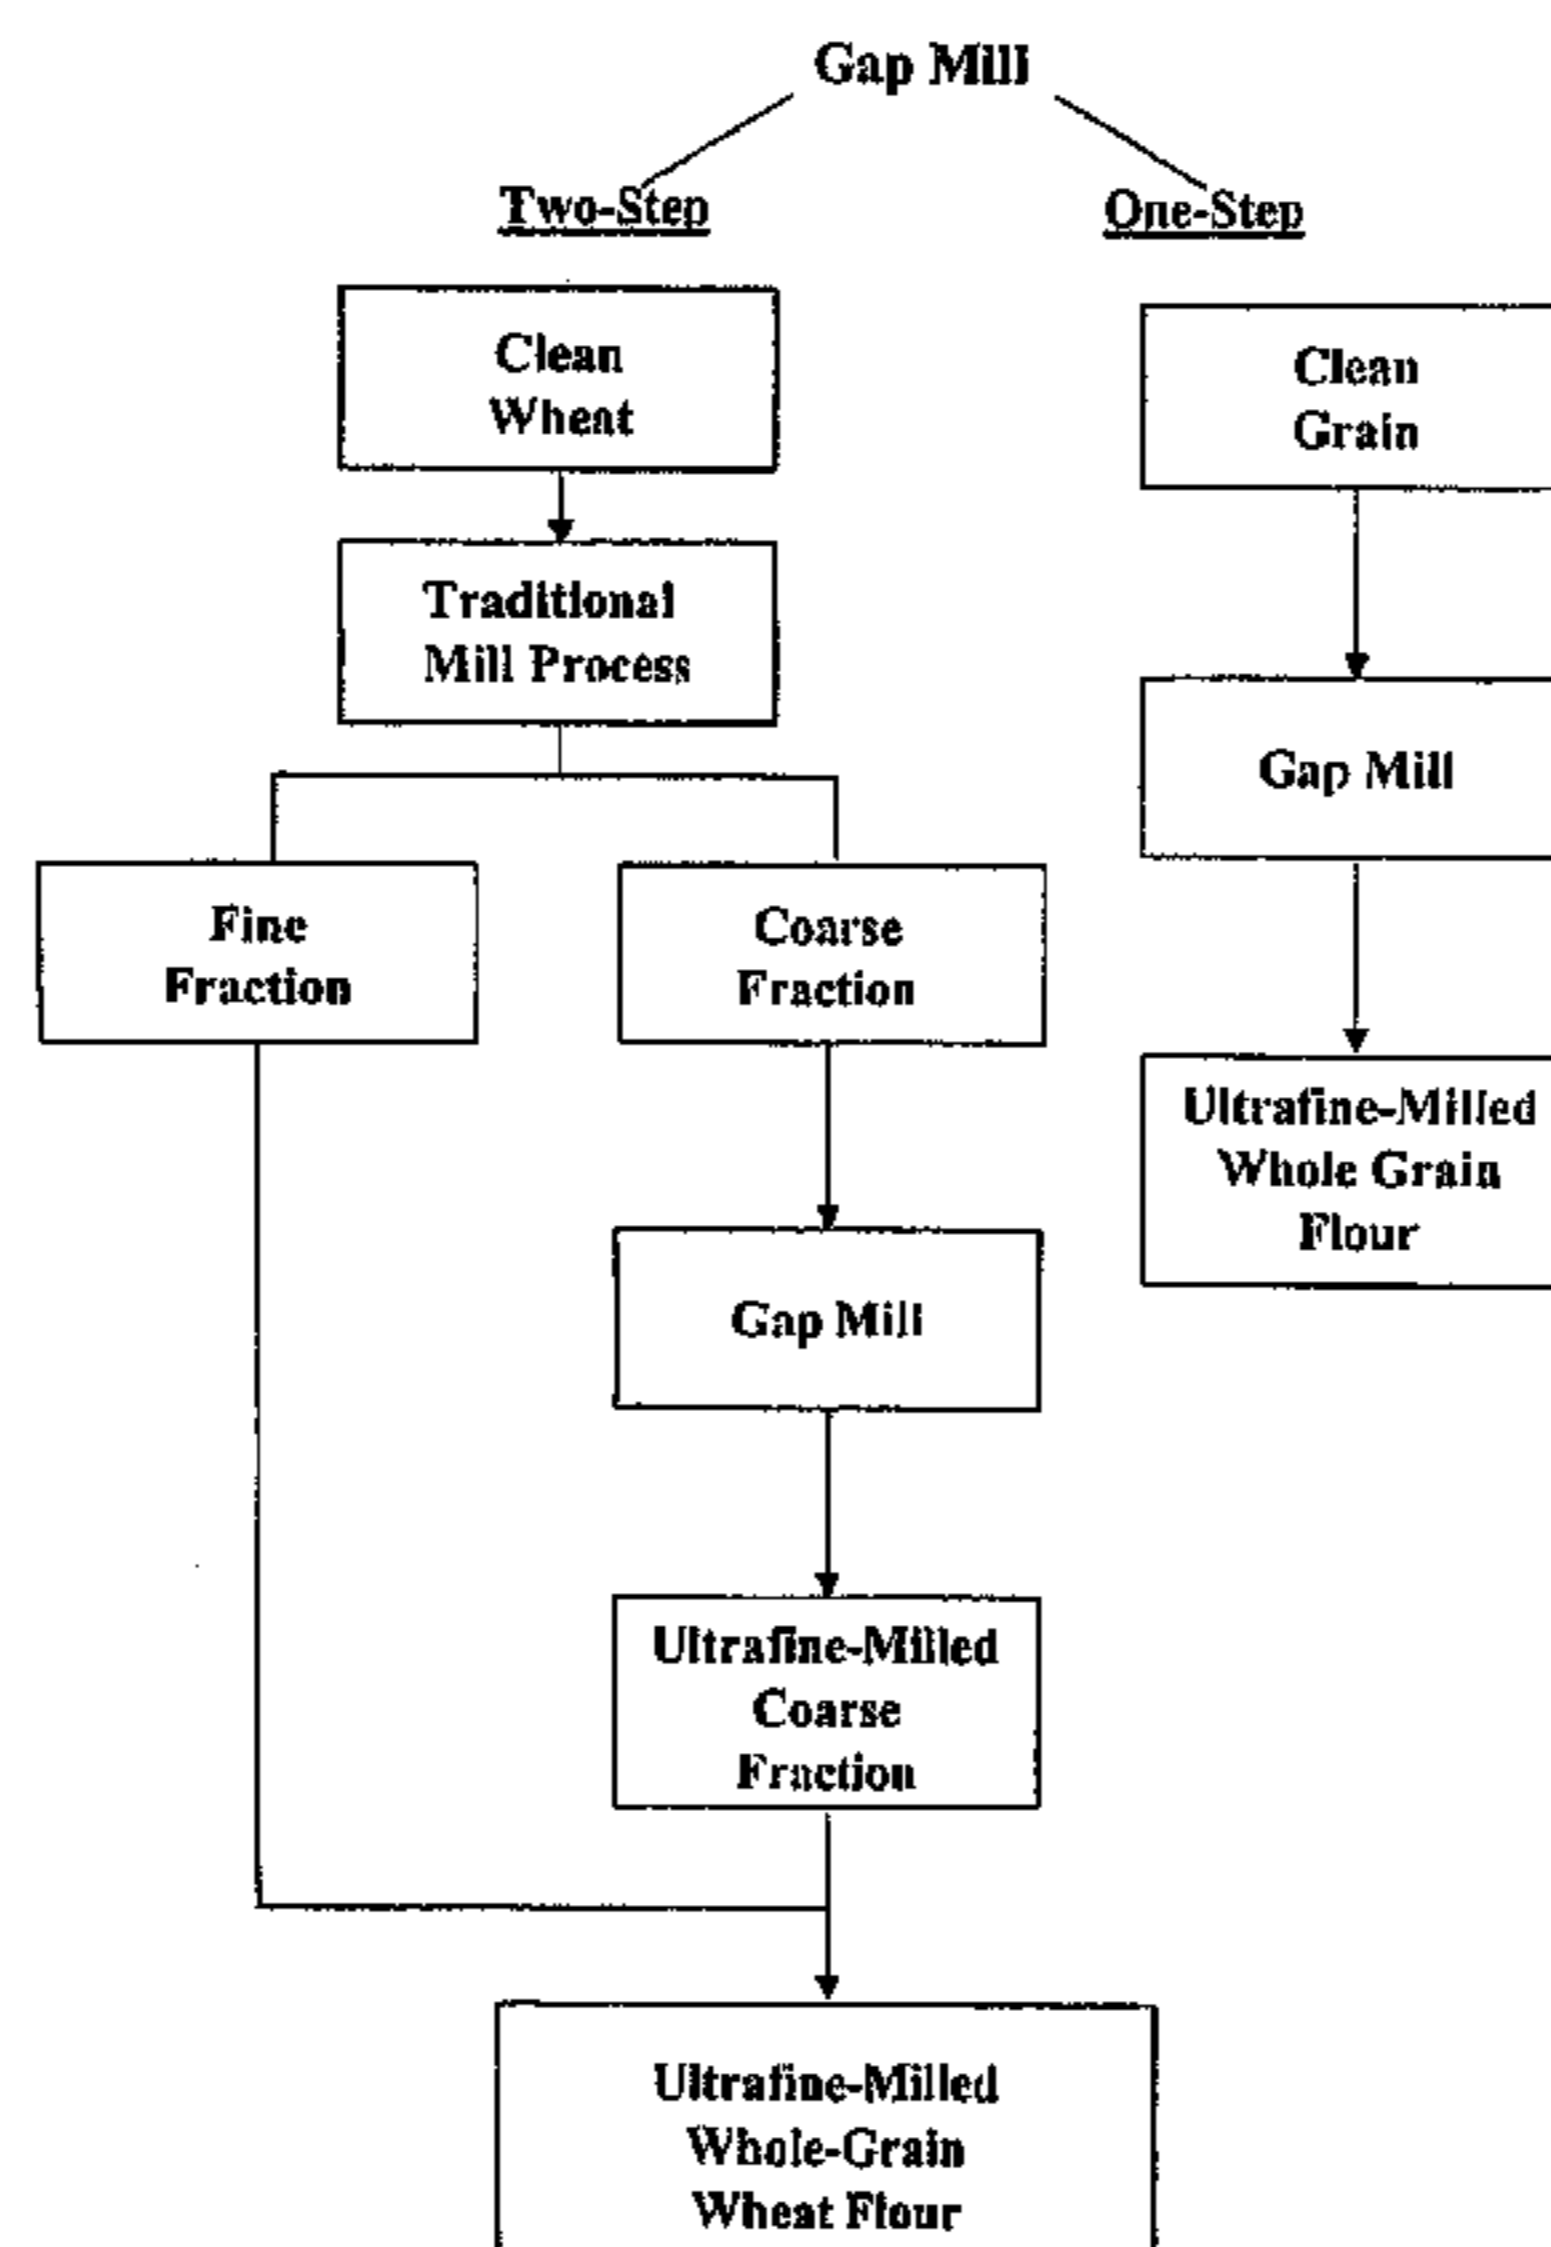 Gap Mill
Two-Step
One-Step
Clean
Wheat
Traditional
Mill Process
Fine
Fraction
Coarse
Fraction
Gap Mill
Ultrafine-Milled
Coarse
Fraction
Ultrafine-Milled
Whole-Grain
Wheat Flour
Clean
Grain
Gap Mill
Ultrafine-Milled
Whole Grain
Flour